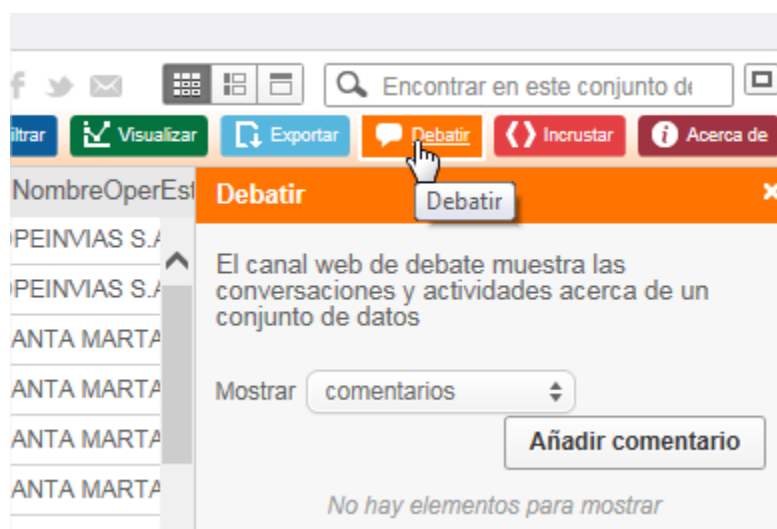 Encontrar en este conjunto de
iltrar Visualizar Exportar Debatir Incrustar Acerca de
NombreOperEst Debatir
Debatir
OPEINVIAS S.A
OPEINVIAS S.A
ANTA MARTA
ANTA MARTA
ANTA MARTA
ANTA MARTA
El canal web de debate muestra las
conversaciones y actividades acerca de un
conjunto de datos
Mostrar comentarios
Añadir comentario
No hay elementos para mostrar